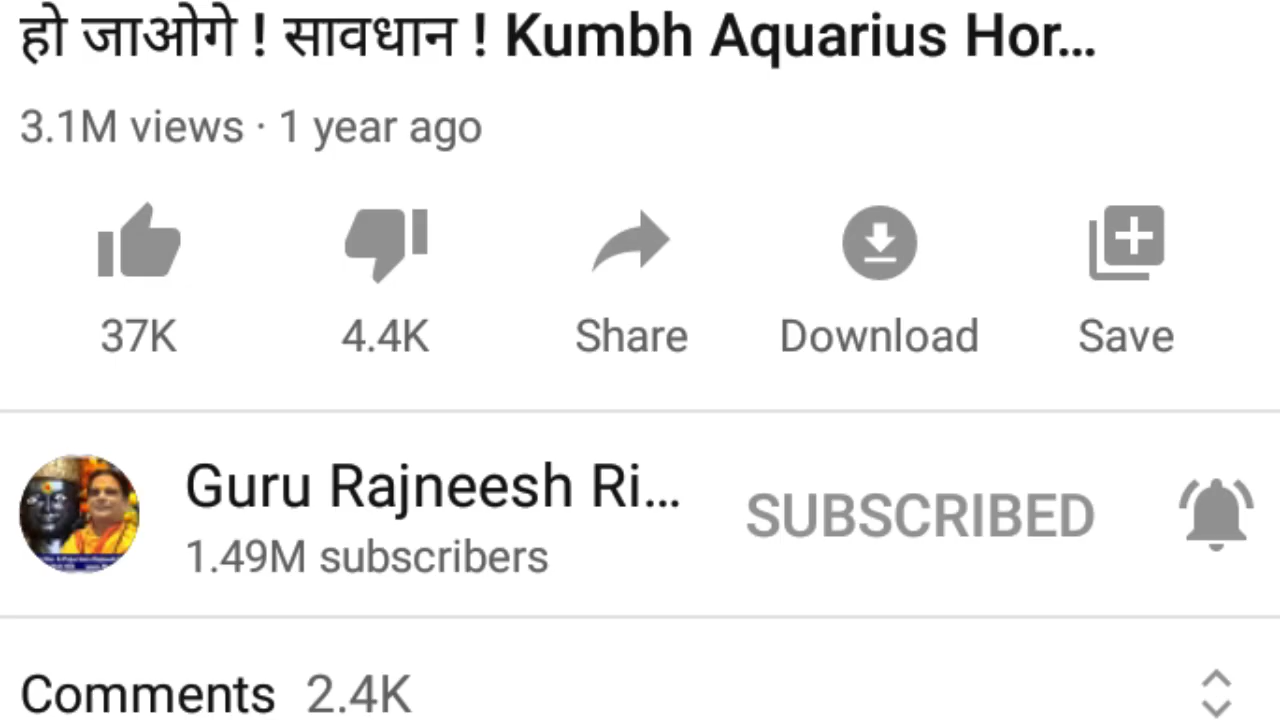 हो जाओगे ! सावधान ! Kumbh Aquarius Hor...
3.1M views · 1 year ago
37K 4.4K Share Download Save
Guru Rajneesh Ri...
SUBSCRIBED
1.49M subscribers
Comments 2.4K